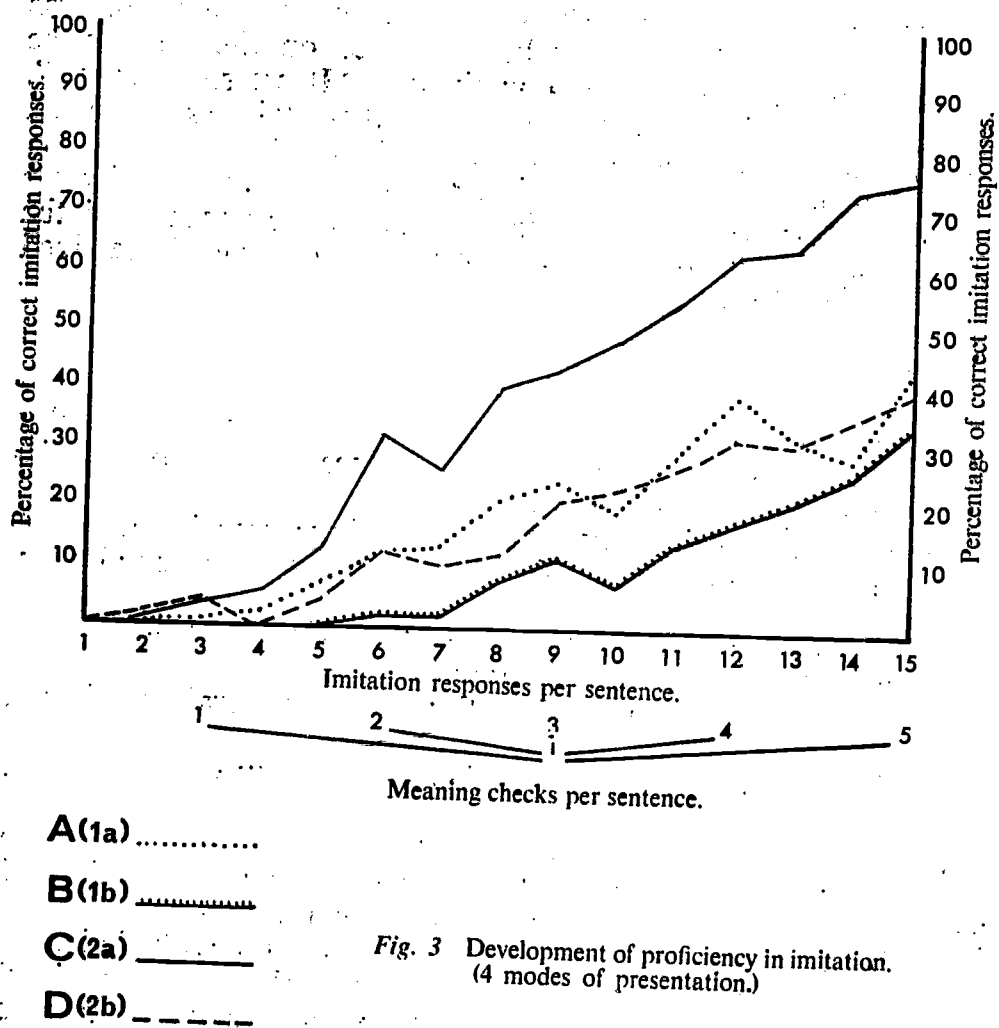 Percentage of correct imitation responses.
100
90
80
70
60
50
40
30
20
10
100
90
80
70
60
50
40
30
20
10
Percentage of correct imitation responses.
1 2 3 4 5 6 7 8 9 10 11 12 13 14 15
Imitation responses per sentence.
1 2 3 4 5
Meaning checks per sentence.
A(1a)
B(1b)
C(2a)
D(2b)
Fig. 3 Development of proficiency in imitation.
(4 modes of presentation.)